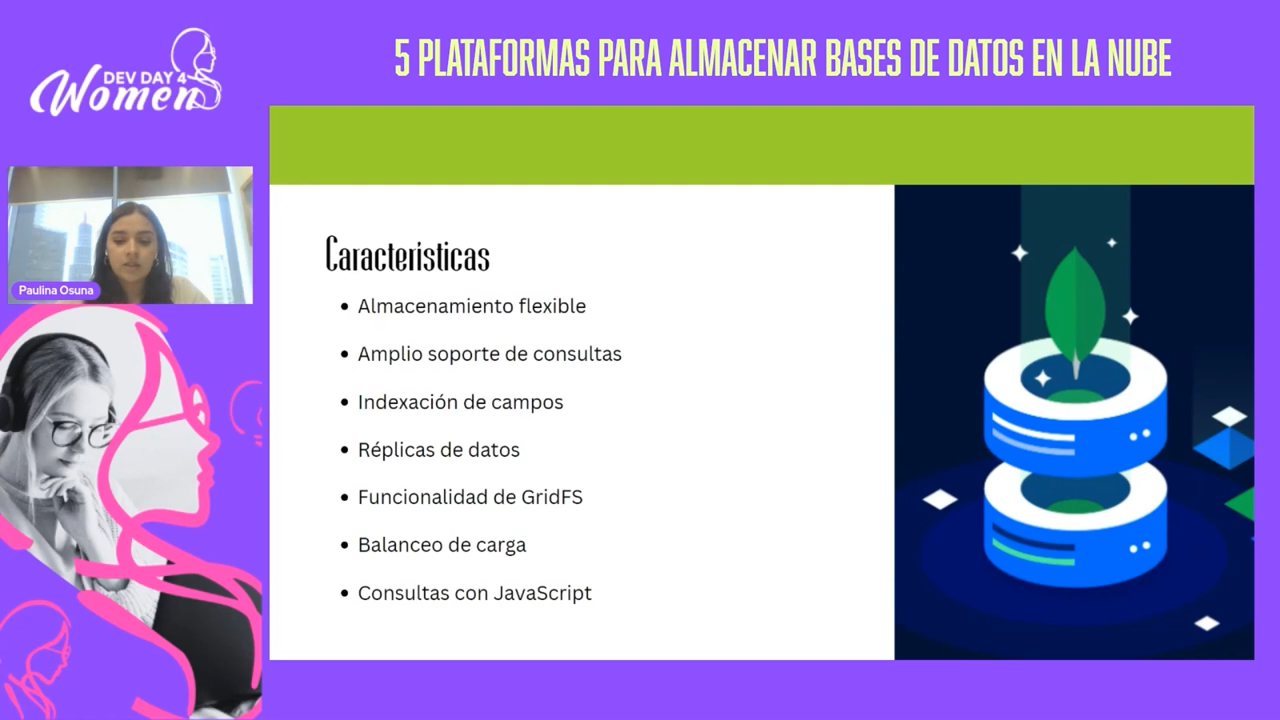 DEV DAY 4
Women
5 PLATAFORMAS PARA ALMACENAR BASES DE DATOS EN LA NUBE
Paulina Osuna
Características
• Almacenamiento flexible
• Amplio soporte de consultas
• Indexación de campos
• Réplicas de datos
• Funcionalidad de GridFS
• Balanceo de carga
• Consultas con JavaScript